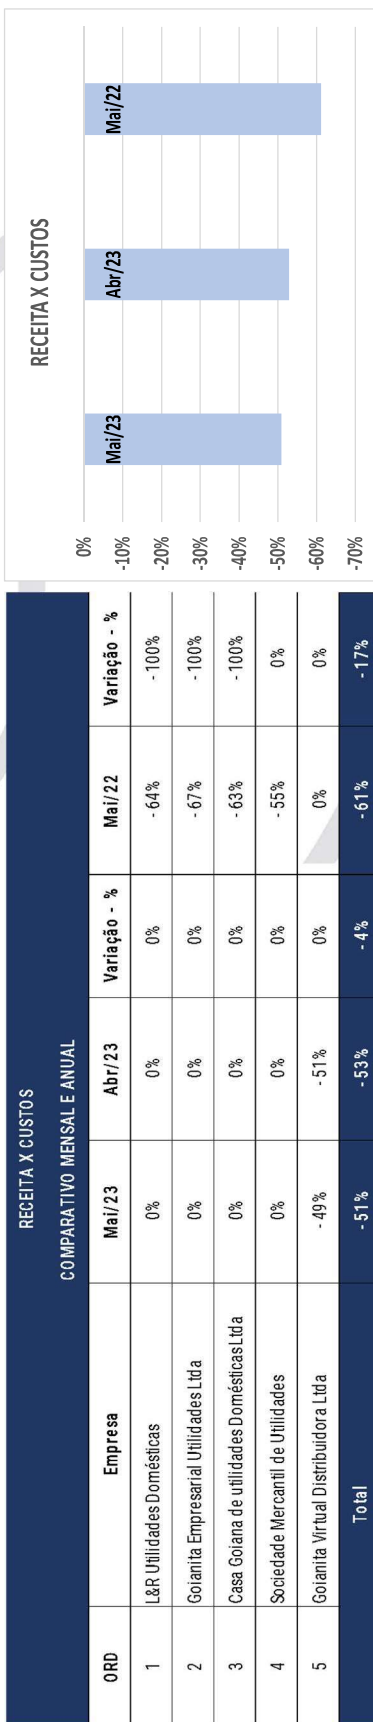 RECEITA X CUSTOS
COMPARATIVO MENSAL E ANUAL
ORD Empresa Mai/23 Abr/23 Variação - % Mai/22 Variação - %
1 L&R Utilidades Domésticas 0% 0% 0% -64% -100%
2 Goianita Empresarial Utilidades Ltda 0% 0% 0% -67% -100%
3 Casa Goiana de utilidades Domésticas Ltda 0% 0% 0% -63% -100%
4 Sociedade Mercantil de Utilidades 0% 0% 0% -55% 0%
5 Goianita Virtual Distribuidora Ltda -49% -51% 0% 0% 0%
Total -51% -53% -4% -61% -17%
RECEITA X CUSTOS
0%
-10%
-20%
-30%
-40%
-50%
-60%
-70%
Mai/23 Abr/23 Mai/22